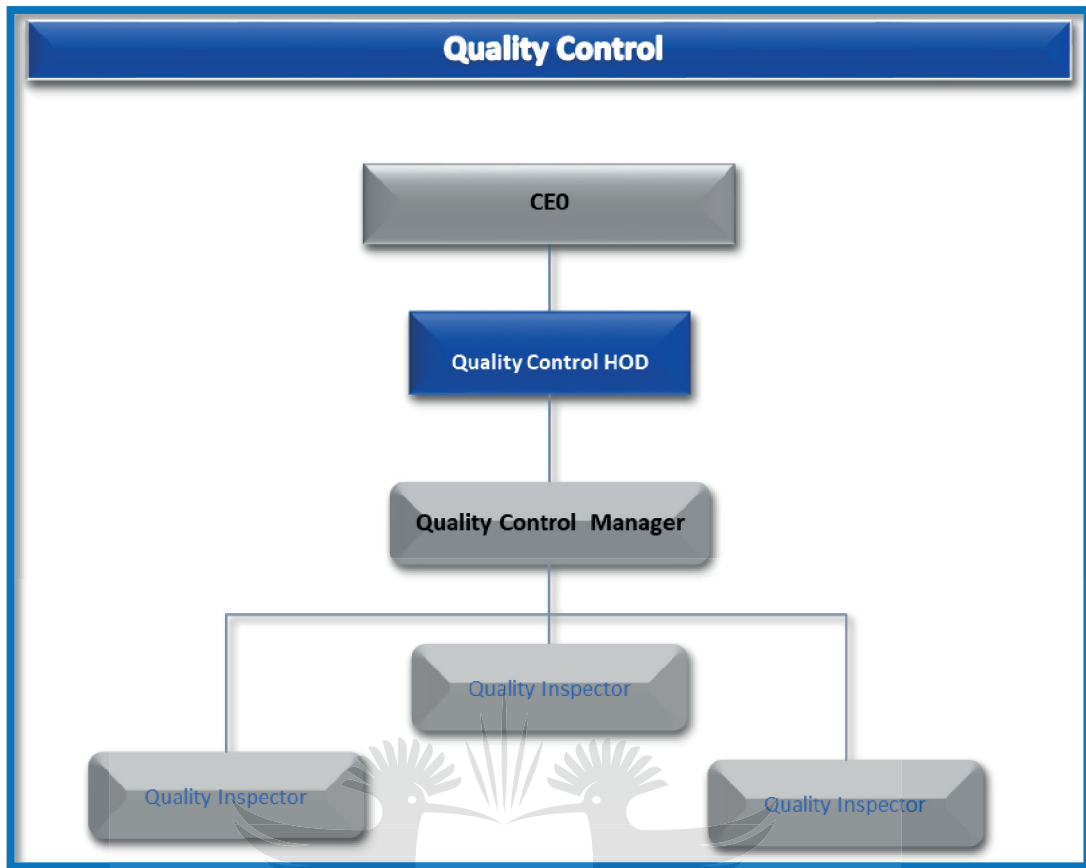 Quality Control
CE0
Quality Control HOD
Quality Control Manager
Quality Inspector
Quality Inspector
Quality Inspector